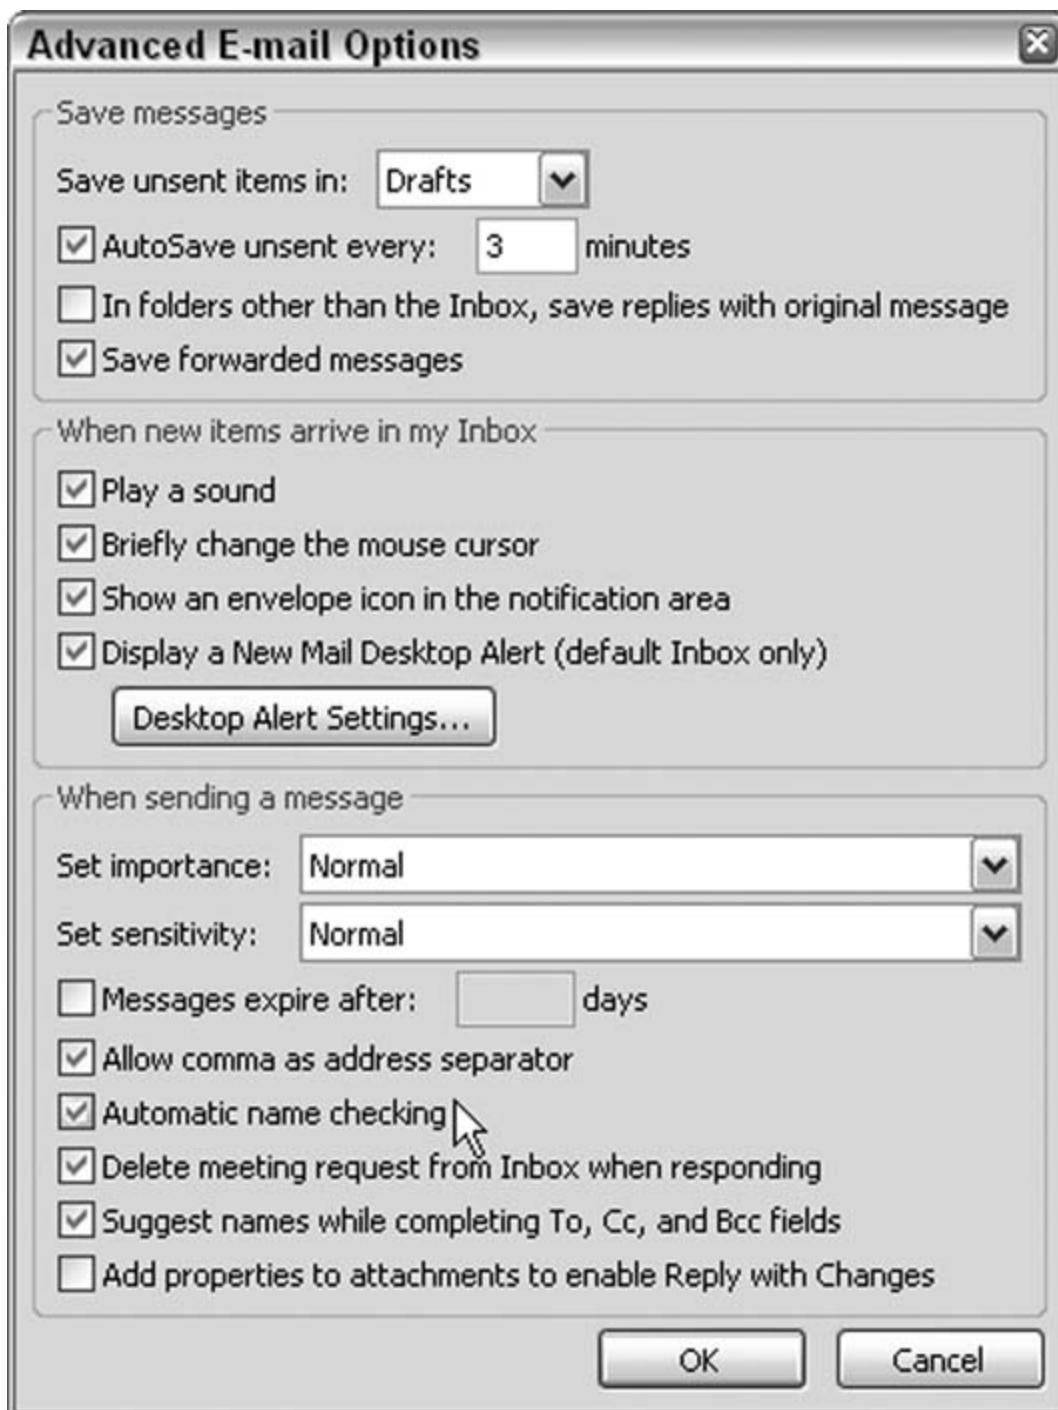 Advanced E-mail Options
Save messages
Save unsent items in: Drafts
AutoSave unsent every: 3 minutes
In folders other than the Inbox, save replies with original message
Save forwarded messages
When new items arrive in my Inbox
Play a sound
Briefly change the mouse cursor
Show an envelope icon in the notification area
Display a New Mail Desktop Alert (default Inbox only)
Desktop Alert Settings...
When sending a message
Set importance: Normal
Set sensitivity: Normal
Messages expire after: days
Allow comma as address separator
Automatic name checking
Delete meeting request from Inbox when responding
Suggest names while completing To, Cc, and Bcc fields
Add properties to attachments to enable Reply with Changes
OK Cancel